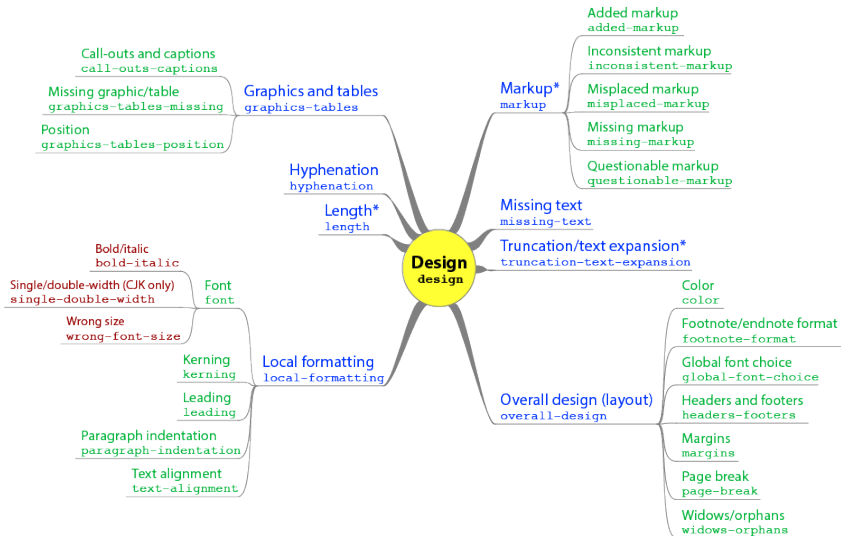 Design
design
Graphics and tables
graphics-tables
Call-outs and captions
call-outs-captions
Missing graphic/table
graphics-tables-missing
Position
graphics-tables-position
Hyphenation
hyphenation
Length*
length
Local formatting
local-formatting
Font
font
Bold/italic
bold-italic
Single/double-width (CJK only)
single-double-width
Wrong size
wrong-font-size
Kerning
kerning
Leading
leading
Paragraph indentation
paragraph-indentation
Text alignment
text-alignment
Markup*
markup
Added markup
added-markup
Inconsistent markup
inconsistent-markup
Misplaced markup
misplaced-markup
Missing markup
missing-markup
Questionable markup
questionable-markup
Missing text
missing-text
Truncation/text expansion*
truncation-text-expansion
Overall design (layout)
overall-design
Color
color
Footnote/endnote format
footnote-format
Global font choice
global-font-choice
Headers and footers
headers-footers
Margins
margins
Page break
page-break
Widows/orphans
widows-orphans